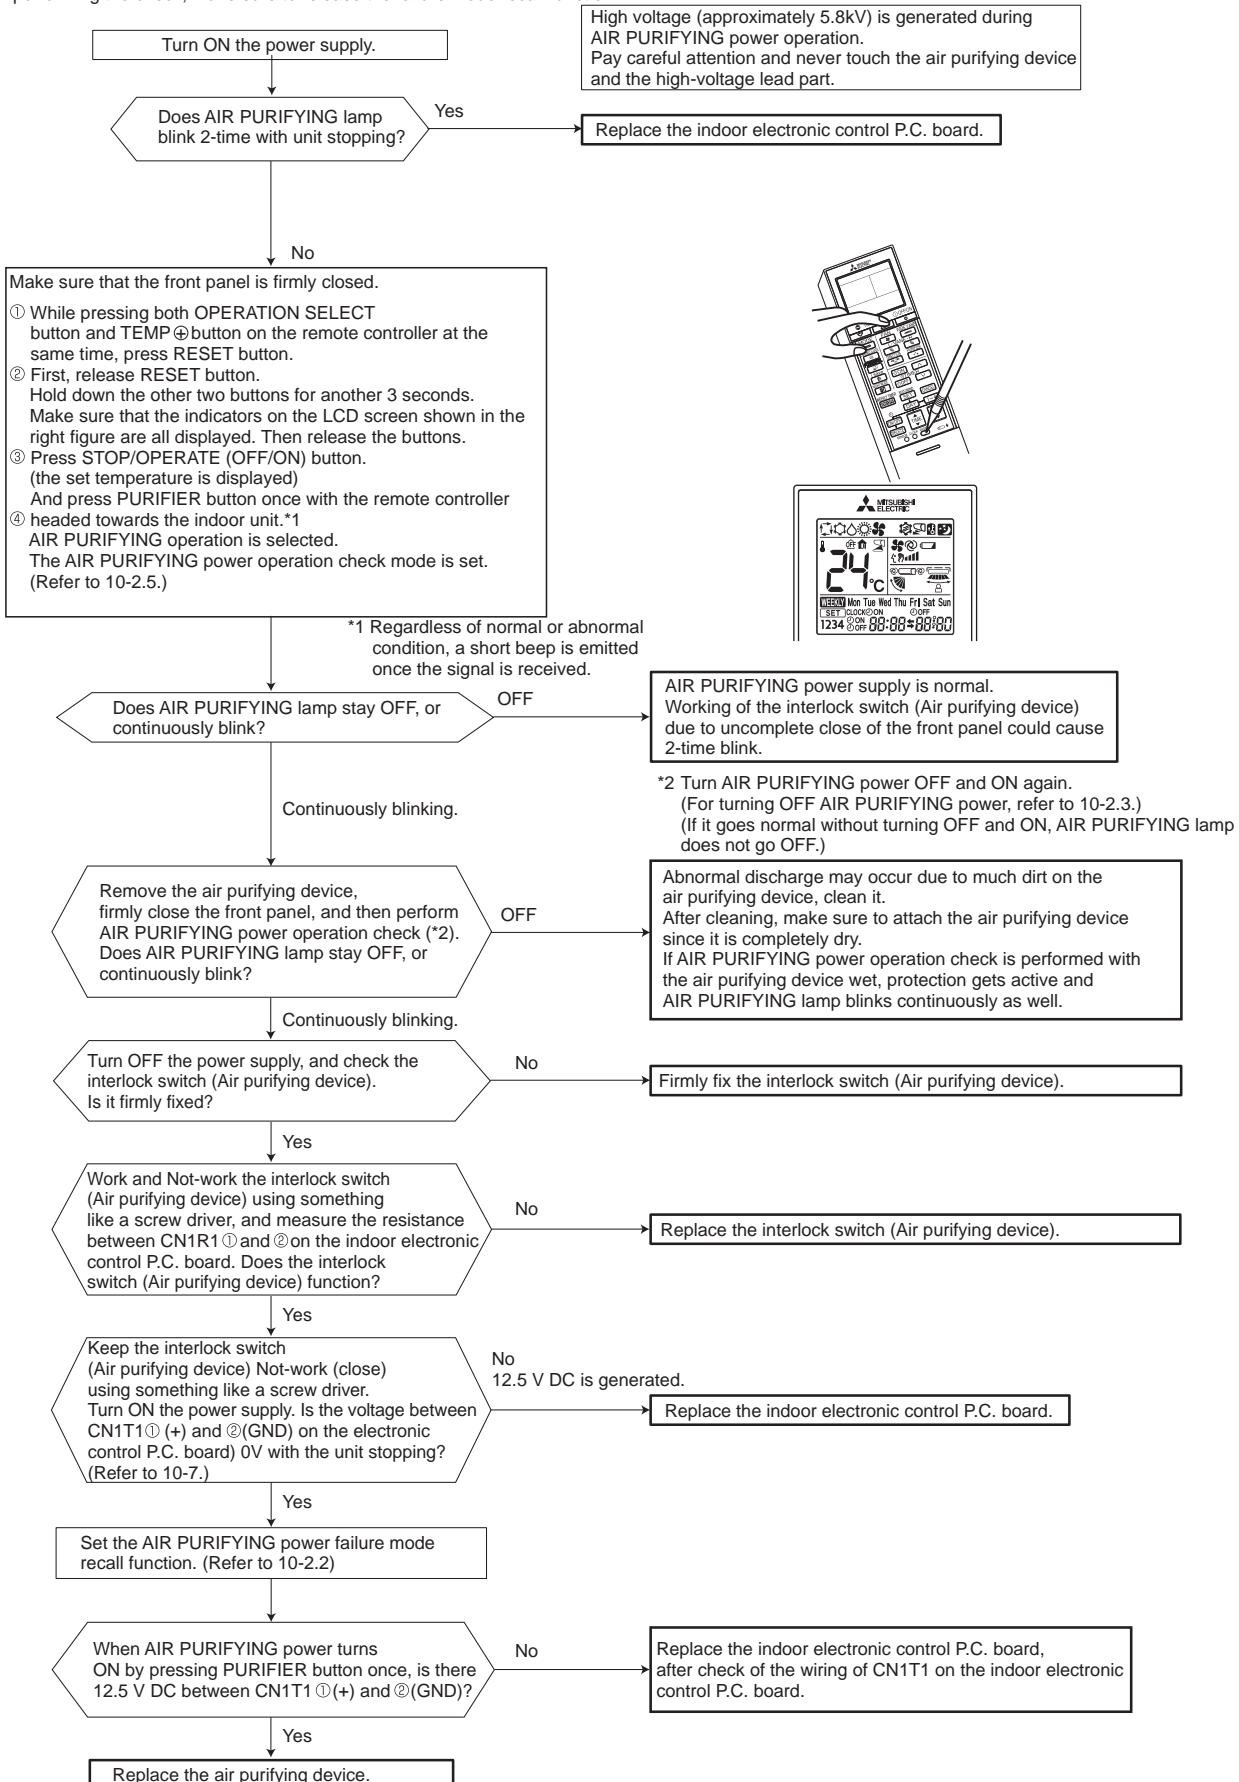 High voltage (approximately 5.8kV) is generated during
AIR PURIFYING power operation.
Pay careful attention and never touch the air purifying device
and the high-voltage lead part.
Turn ON the power supply.
Does AIR PURIFYING lamp
blink 2-time with unit stopping?
Yes
Replace the indoor electronic control P.C. board.
No
Make sure that the front panel is firmly closed.
① While pressing both OPERATION SELECT
button and TEMP ⊕ button on the remote controller at the
same time, press RESET button.
② First, release RESET button.
Hold down the other two buttons for another 3 seconds.
Make sure that the indicators on the LCD screen shown in the
right figure are all displayed. Then release the buttons.
③ Press STOP/OPERATE (OFF/ON) button.
(the set temperature is displayed)
And press PURIFIER button once with the remote controller
④ headed towards the indoor unit.*1
AIR PURIFYING operation is selected.
The AIR PURIFYING power operation check mode is set.
(Refer to 10-2.5.)
MITSUBISHI
ELECTRIC
OFF
24°C
WEEKLY Mon Tue Wed Thu Fri Sat Sun
SET CLOCK ON OFF
1234 ON OFF 88:88 88:80
*1 Regardless of normal or abnormal
condition, a short beep is emitted
once the signal is received.
Does AIR PURIFYING lamp stay OFF, or
continuously blink?
OFF
AIR PURIFYING power supply is normal.
Working of the interlock switch (Air purifying device)
due to uncomplete close of the front panel could cause
2-time blink.
*2 Turn AIR PURIFYING power OFF and ON again.
(For turning OFF AIR PURIFYING power, refer to 10-2.3.)
(If it goes normal without turning OFF and ON, AIR PURIFYING lamp
does not go OFF.)
Continuously blinking.
Remove the air purifying device,
firmly close the front panel, and then perform
AIR PURIFYING power operation check (*2).
Does AIR PURIFYING lamp stay OFF, or
continuously blink?
OFF
Abnormal discharge may occur due to much dirt on the
air purifying device, clean it.
After cleaning, make sure to attach the air purifying device
since it is completely dry.
If AIR PURIFYING power operation check is performed with
the air purifying device wet, protection gets active and
AIR PURIFYING lamp blinks continuously as well.
Continuously blinking.
Turn OFF the power supply, and check the
interlock switch (Air purifying device).
Is it firmly fixed?
No
Firmly fix the interlock switch (Air purifying device).
Yes
Work and Not-work the interlock switch
(Air purifying device) using something
like a screw driver, and measure the resistance
between CN1R1 ① and ② on the indoor electronic
control P.C. board. Does the interlock
switch (Air purifying device) function?
No
Replace the interlock switch (Air purifying device).
Yes
Keep the interlock switch
(Air purifying device) Not-work (close)
using something like a screw driver.
Turn ON the power supply. Is the voltage between
CN1T1① (+) and ②(GND) on the electronic
control P.C. board) 0V with the unit stopping?
(Refer to 10-7.)
No
12.5 V DC is generated.
Replace the indoor electronic control P.C. board.
Yes
Set the AIR PURIFYING power failure mode
recall function. (Refer to 10-2.2)
When AIR PURIFYING power turns
ON by pressing PURIFIER button once, is there
12.5 V DC between CN1T1 ①(+) and ②(GND)?
No
Replace the indoor electronic control P.C. board,
after check of the wiring of CN1T1 on the indoor electronic
control P.C. board.
Yes
Replace the air purifying device.